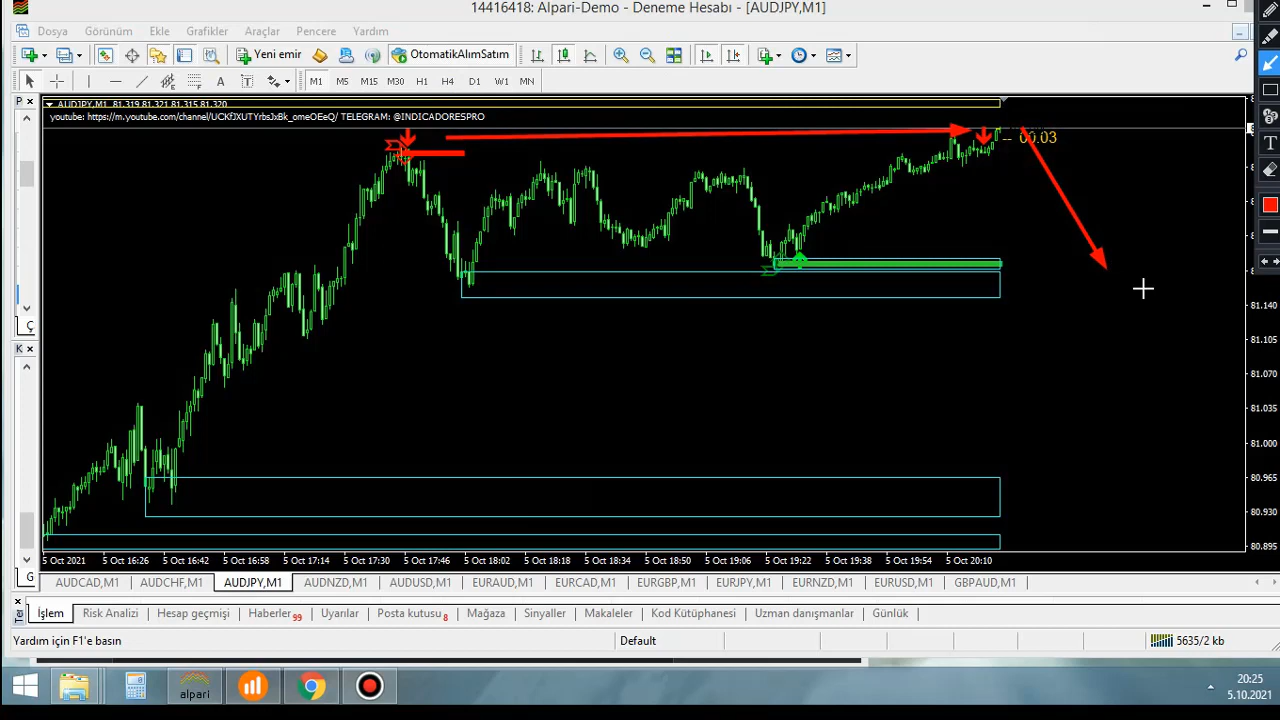 14416418: Alpari-Demo - Deneme Hesabı - [AUDJPY,M1]
Dosya Görünüm Ekle Grafikler Araçlar Pencere Yardım
Yeni emir OtomatikAlımSatım
A T M1 M5 M15 M30 H1 H4 D1 W1 MN
P
AUDJPY,M1 81.319 81.321 81.315 81.320
youtube: https://m.youtube.com/channel/UCKfJXUTYrbsJxBk_omeOEeQ/ TELEGRAM: @INDICADORESPRO
-- 00.03
81.140
Ç
81.105
K
81.070
81.035
81.000
80.965
80.930
80.895
5 Oct 2021 5 Oct 16:26 5 Oct 16:42 5 Oct 16:58 5 Oct 17:14 5 Oct 17:30 5 Oct 17:46 5 Oct 18:02 5 Oct 18:18 5 Oct 18:34 5 Oct 18:50 5 Oct 19:06 5 Oct 19:22 5 Oct 19:38 5 Oct 19:54 5 Oct 20:10
G AUDCAD,M1 AUDCHF,M1 AUDJPY,M1 AUDNZD,M1 AUDUSD,M1 EURAUD,M1 EURCAD,M1 EURGBP,M1 EURJPY,M1 EURNZD,M1 EURUSD,M1 GBPAUD,M1
İşlem Risk Analizi Hesap geçmişi Haberler 99 Uyarılar Posta kutusu 8 Mağaza Sinyaller Makaleler Kod Kütüphanesi Uzman danışmanlar Günlük
Yardım için F1'e basın Default 5635/2 kb
alpari
20:25
5.10.2021